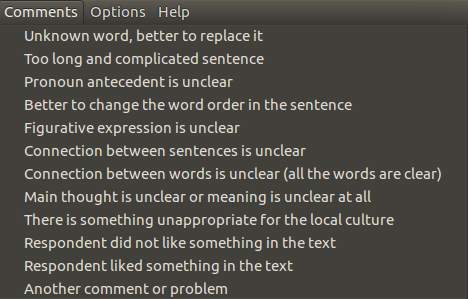 Comments Options Help
Unknown word, better to replace it
Too long and complicated sentence
Pronoun antecedent is unclear
Better to change the word order in the sentence
Figurative expression is unclear
Connection between sentences is unclear
Connection between words is unclear (all the words are clear)
Main thought is unclear or meaning is unclear at all
There is something unappropriate for the local culture
Respondent did not like something in the text
Respondent liked something in the text
Another comment or problem